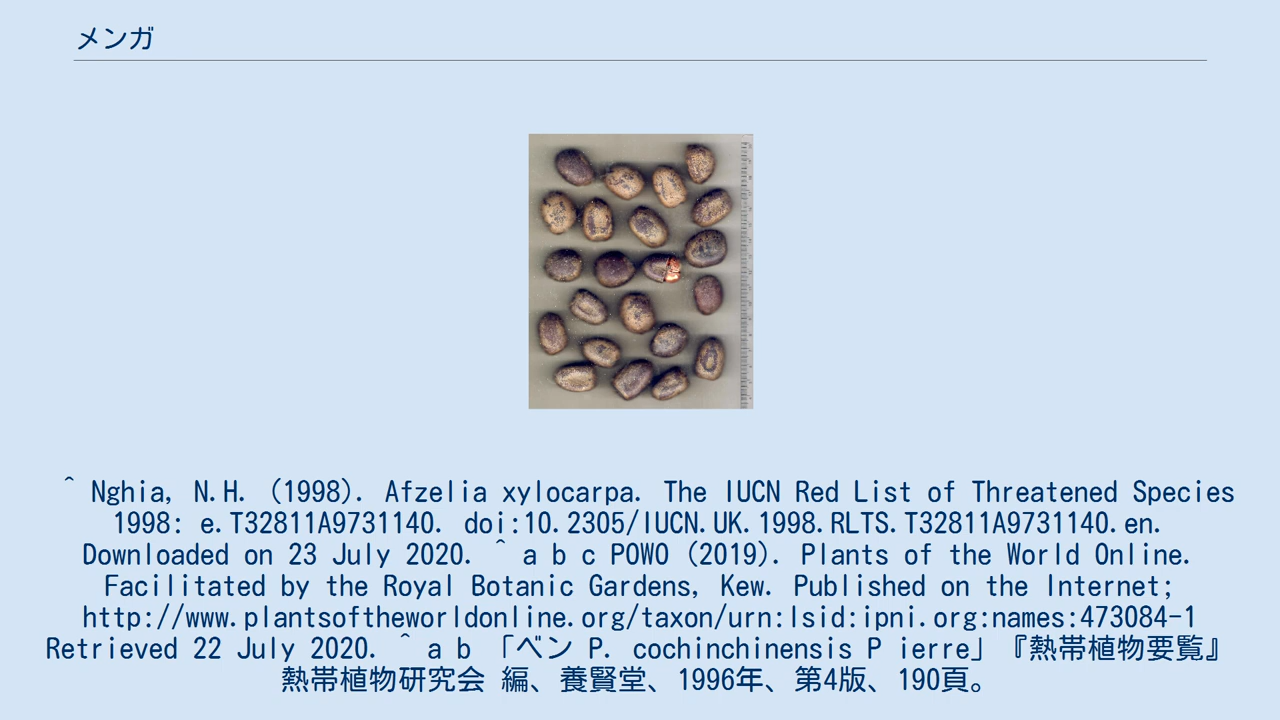 メンガ
^ Nghia, N.H. (1998). Afzelia xylocarpa. The IUCN Red List of Threatened Species
1998: e.T32811A9731140. doi:10.2305/IUCN.UK.1998.RLTS.T32811A9731140.en.
Downloaded on 23 July 2020. ^ a b c POWO (2019). Plants of the World Online.
Facilitated by the Royal Botanic Gardens, Kew. Published on the Internet;
http://www.plantsoftheworldonline.org/taxon/urn:lsid:ipni.org:names:473084-1
Retrieved 22 July 2020. ^ a b 「ベン P. cochinchinensis P ierre」『熱帯植物要覧』
熱帯植物研究会 編、養賢堂、1996年、第4版、190頁。